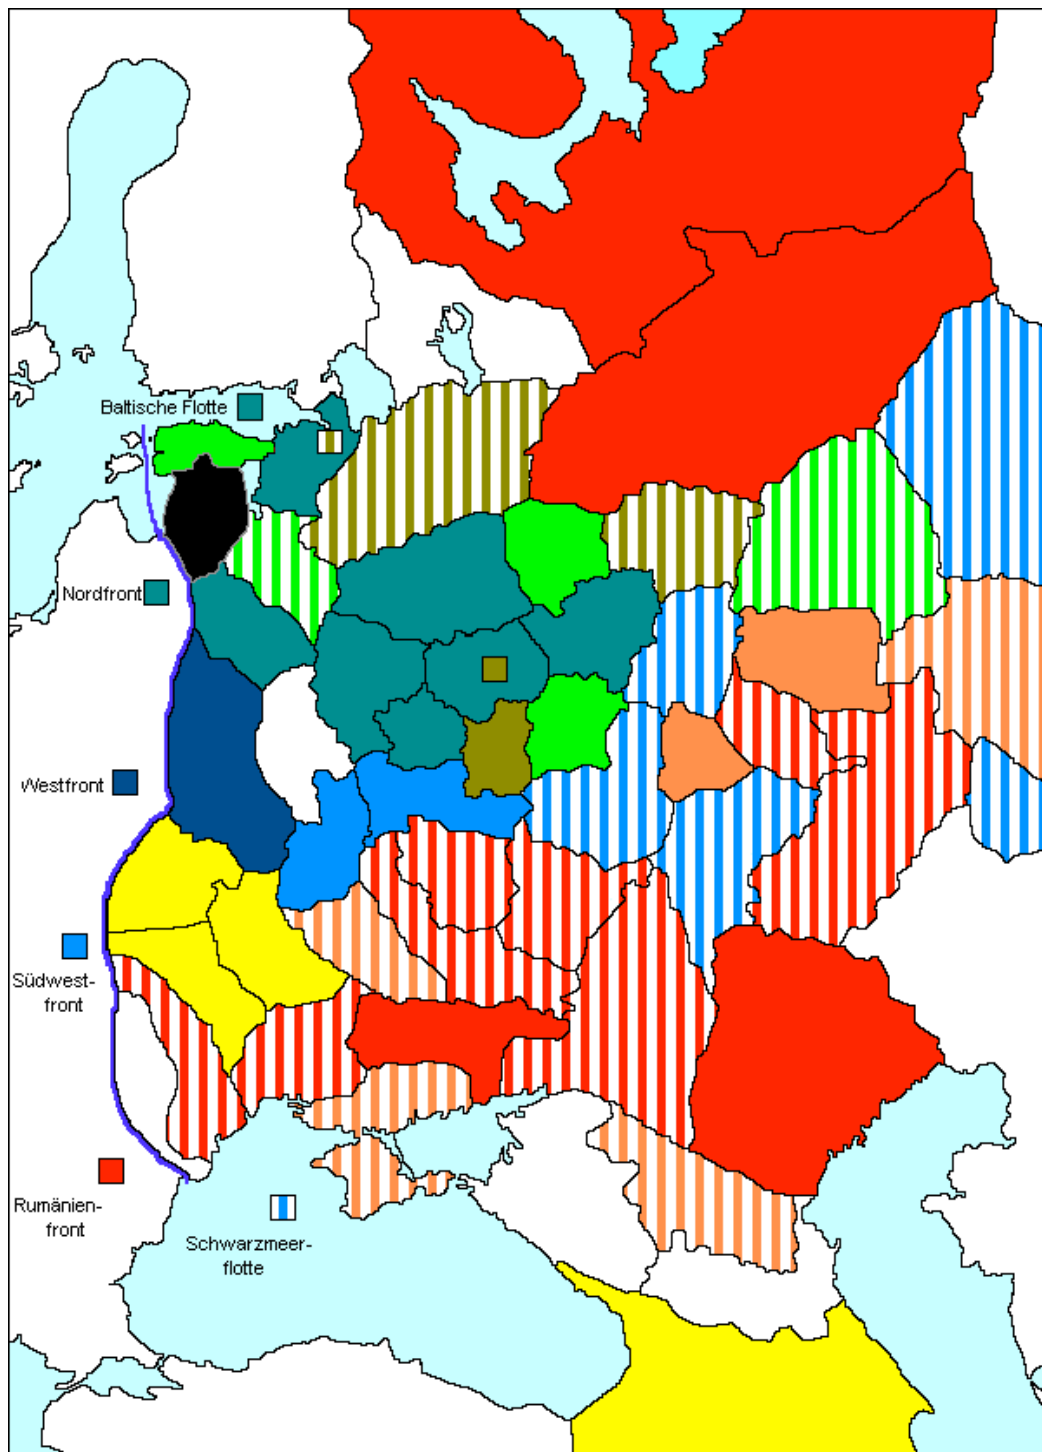 Baltische Flotte
Nordfront
Westfront
Südwest-
front
Rumänien-
front
Schwarzmeer-
flotte